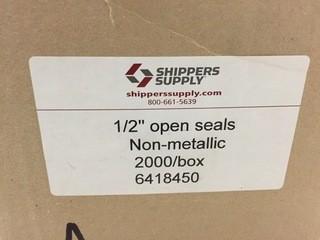 SHIPPERS
SUPPLY
shipperssupply.com
800-661-5639
1/2" open seals
Non-metallic
2000/box
6418450